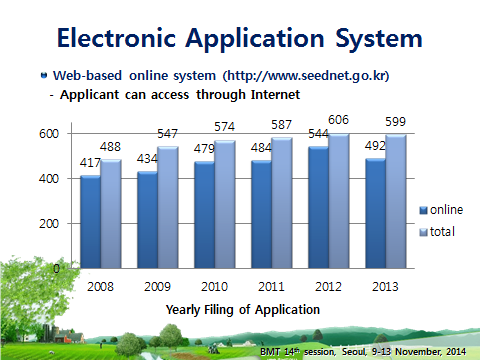 Electronic Application System
Web-based online system (http://www.seednet.go.kr)
- Applicant can access through Internet
600
400
200
0
417
488
434
547
479
574
484
587
544
606
492
599
online
total
2008 2009 2010 2011 2012 2013
Yearly Filing of Application
BMT 14th session, Seoul, 9-13 November, 2014